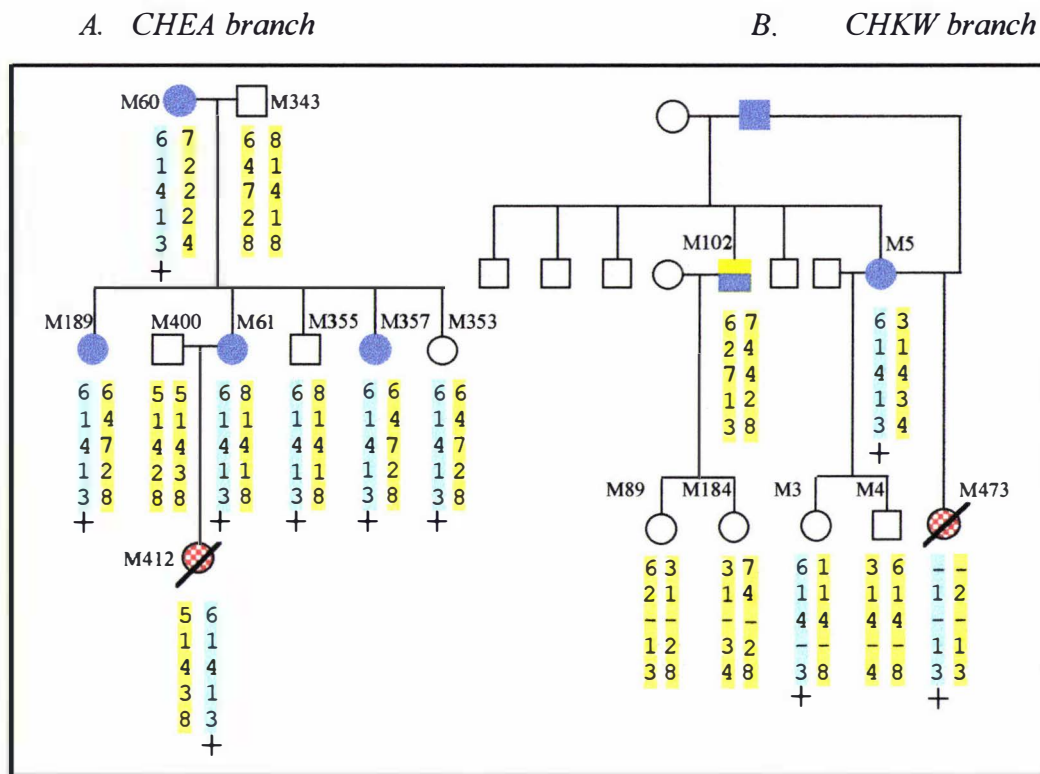 A. CHEA branch B. CHKW branch
M60 M343
6 7 6 8
1 2 4 1
4 2 7 4
1 2 2 1
3 4 8 8
+
M102 M5
M189 M400 M61 M355 M357 M353
6 7 6 3
2 4 1 1
7 4 4 4
1 2 1 3
3 8 3 4
+
6 6 5 5 6 8 6 8 6 6 6 6
1 4 1 1 1 1 1 1 1 4 1 4
4 7 4 4 4 4 4 4 4 7 4 7
1 2 2 3 1 1 1 1 1 2 1 2
3 8 8 8 3 8 3 8 3 8 3 8
+ + + + +
M89 M184 M3 M4 M473
M412
6 3 3 7 6 1 3 6 - -
2 1 1 4 1 1 1 1 1 2
- - - - 4 4 4 4 - -
1 2 3 2 - - - - 1 1
3 8 4 8 3 8 4 8 3 3
+ +
5 6
1 1
4 4
3 1
8 3
+